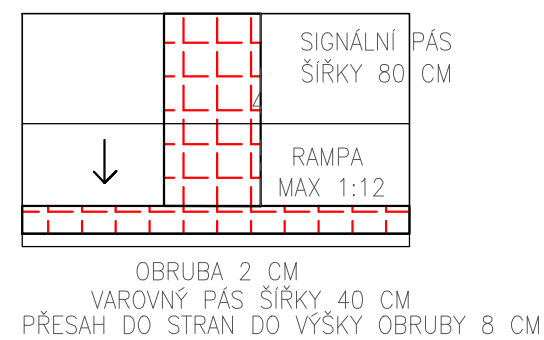 SIGNÁLNÍ PÁS
ŠÍŘKY 80 CM
4
RAMPA
MAX 1:12
OBRUBA 2 CM
VAROVNÝ PÁS ŠÍŘKY 40 CM
PŘESAH DO STRAN DO VÝŠKY OBRUBY 8 CM